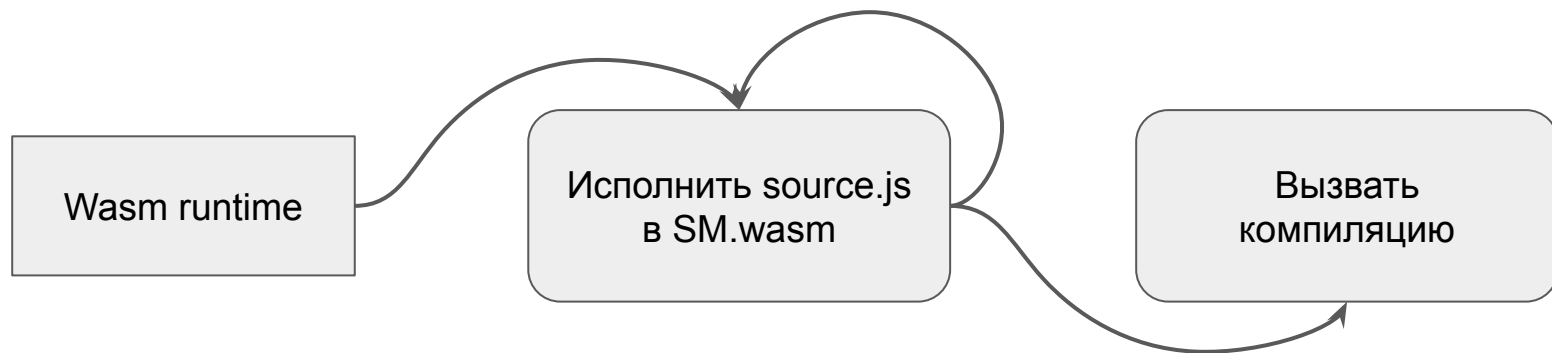 Wasm runtime
Исполнить source.js
в SM.wasm
Вызвать
компиляцию